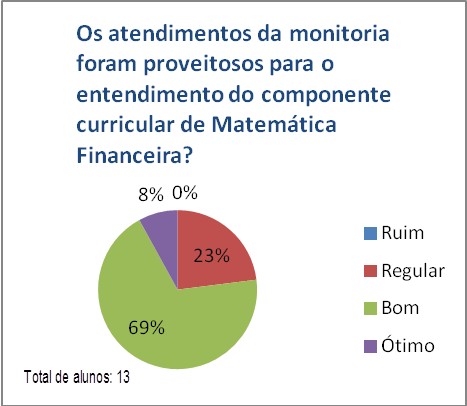 Os atendimentos da monitoria
foram proveitosos para o
entendimento do componente
curricular de Matemática
Financeira?
8% 0%
23%
69%
Ruim
Regular
Bom
Ótimo
Total de alunos: 13